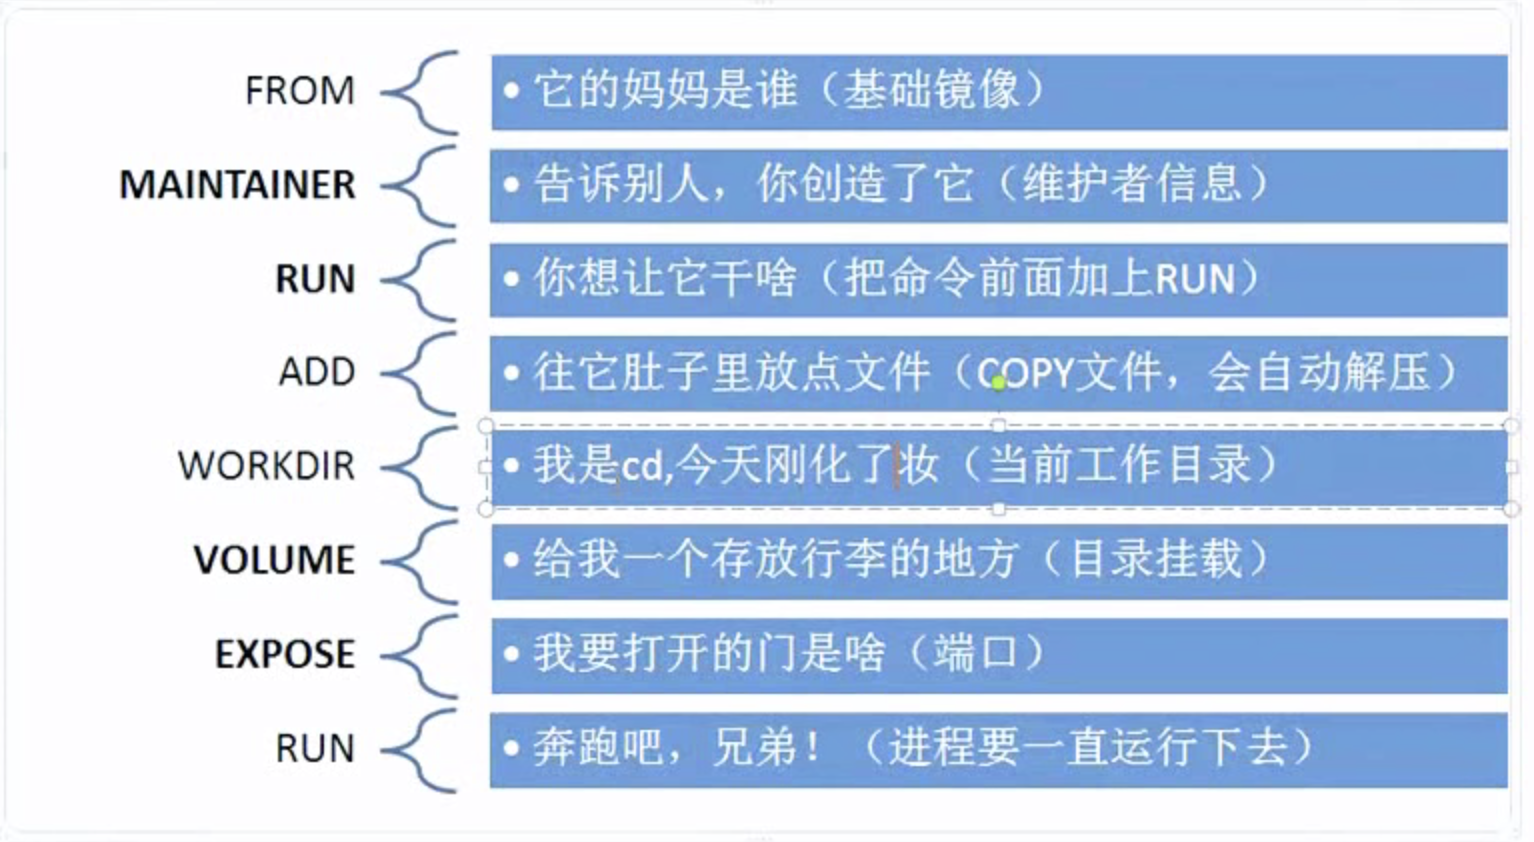 FROM
• 它的妈妈是谁（基础镜像）
MAINTAINER
• 告诉别人，你创造了它（维护者信息）
RUN
• 你想让它干啥（把命令前面加上RUN）
ADD
• 往它肚子里放点文件（COPY文件，会自动解压）
WORKDIR
• 我是cd,今天刚化了妆（当前工作目录）
VOLUME
• 给我一个存放行李的地方（目录挂载）
EXPOSE
• 我要打开的门是啥（端口）
RUN
• 奔跑吧，兄弟！（进程要一直运行下去）